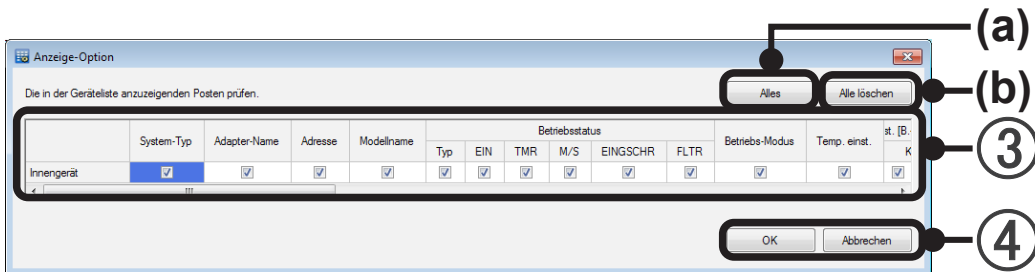 (a)
Anzeige-Option
Die in der Geräteliste anzuzeigenden Posten prüfen.
Alles
Alle löschen
(b)
System-Typ
Adapter-Name
Adresse
Modellname
Betriebsstatus
Betriebs-Modus
Temp. einst.
st. [B.
Typ
EIN
TMR
M/S
EINGSCHR
FLTR
K
3
Innengerät
OK
Abbrechen
4